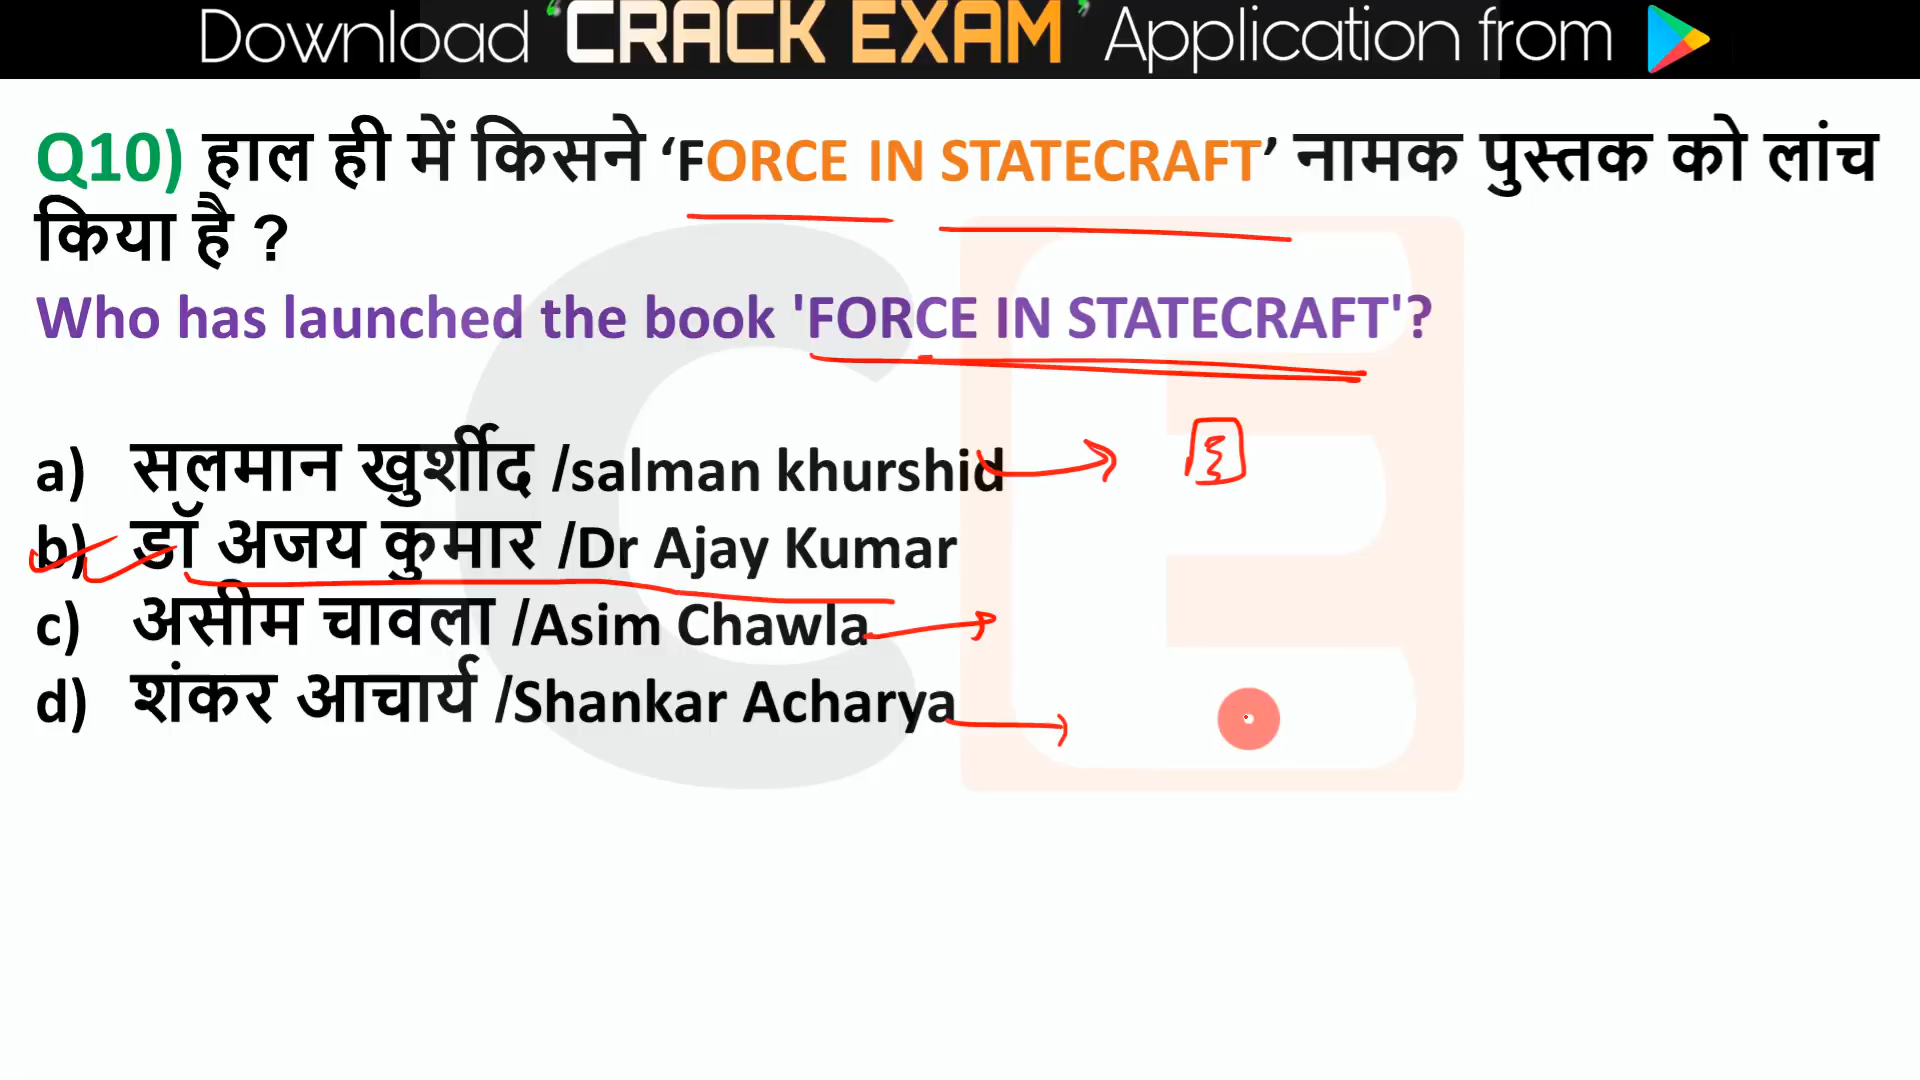 Download 'CRACK EXAM' Application from
Q10) हाल ही में किसने ‘FORCE IN STATECRAFT’ नामक पुस्तक को लांच
किया है ?
Who has launched the book 'FORCE IN STATECRAFT'?
a) सलमान खुर्शीद /salman khurshid
b) डॉ अजय कुमार /Dr Ajay Kumar
c) असीम चावला /Asim Chawla
d) शंकर आचार्य /Shankar Acharya